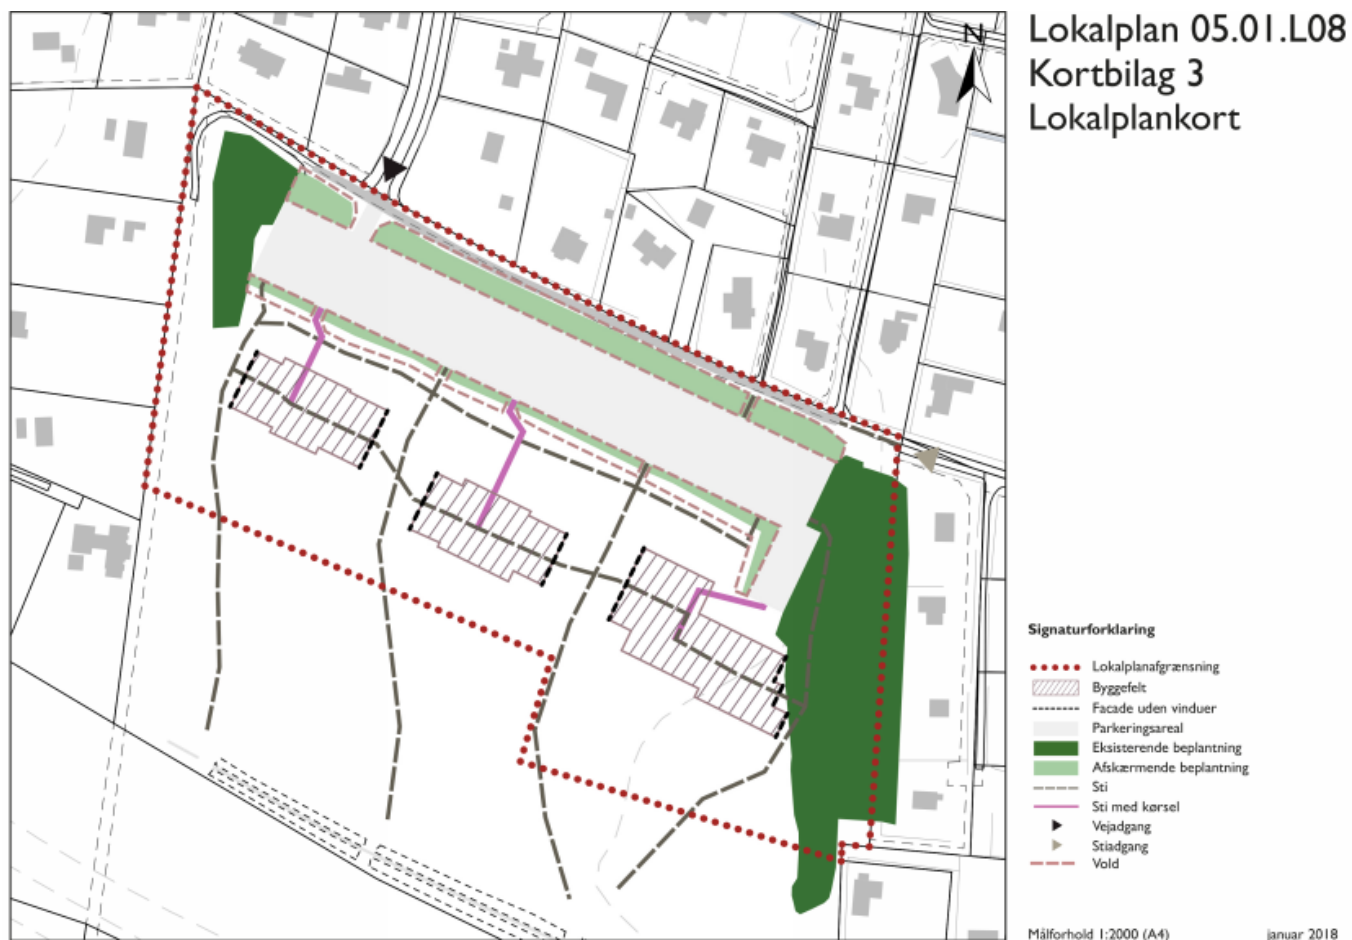 Lokalplan 05.01.L08
Kortbilag 3
Lokalplankort
N
Signaturforklaring
Lokalplanafgrænsning
Byggefelt
Facade uden vinduer
Parkeringsareal
Eksisterende beplantning
Afskærmende beplantning
Sti
Sti med kørsel
Vejadgang
Stiadgang
Vold
Målforhold 1:2000 (A4) januar 2018